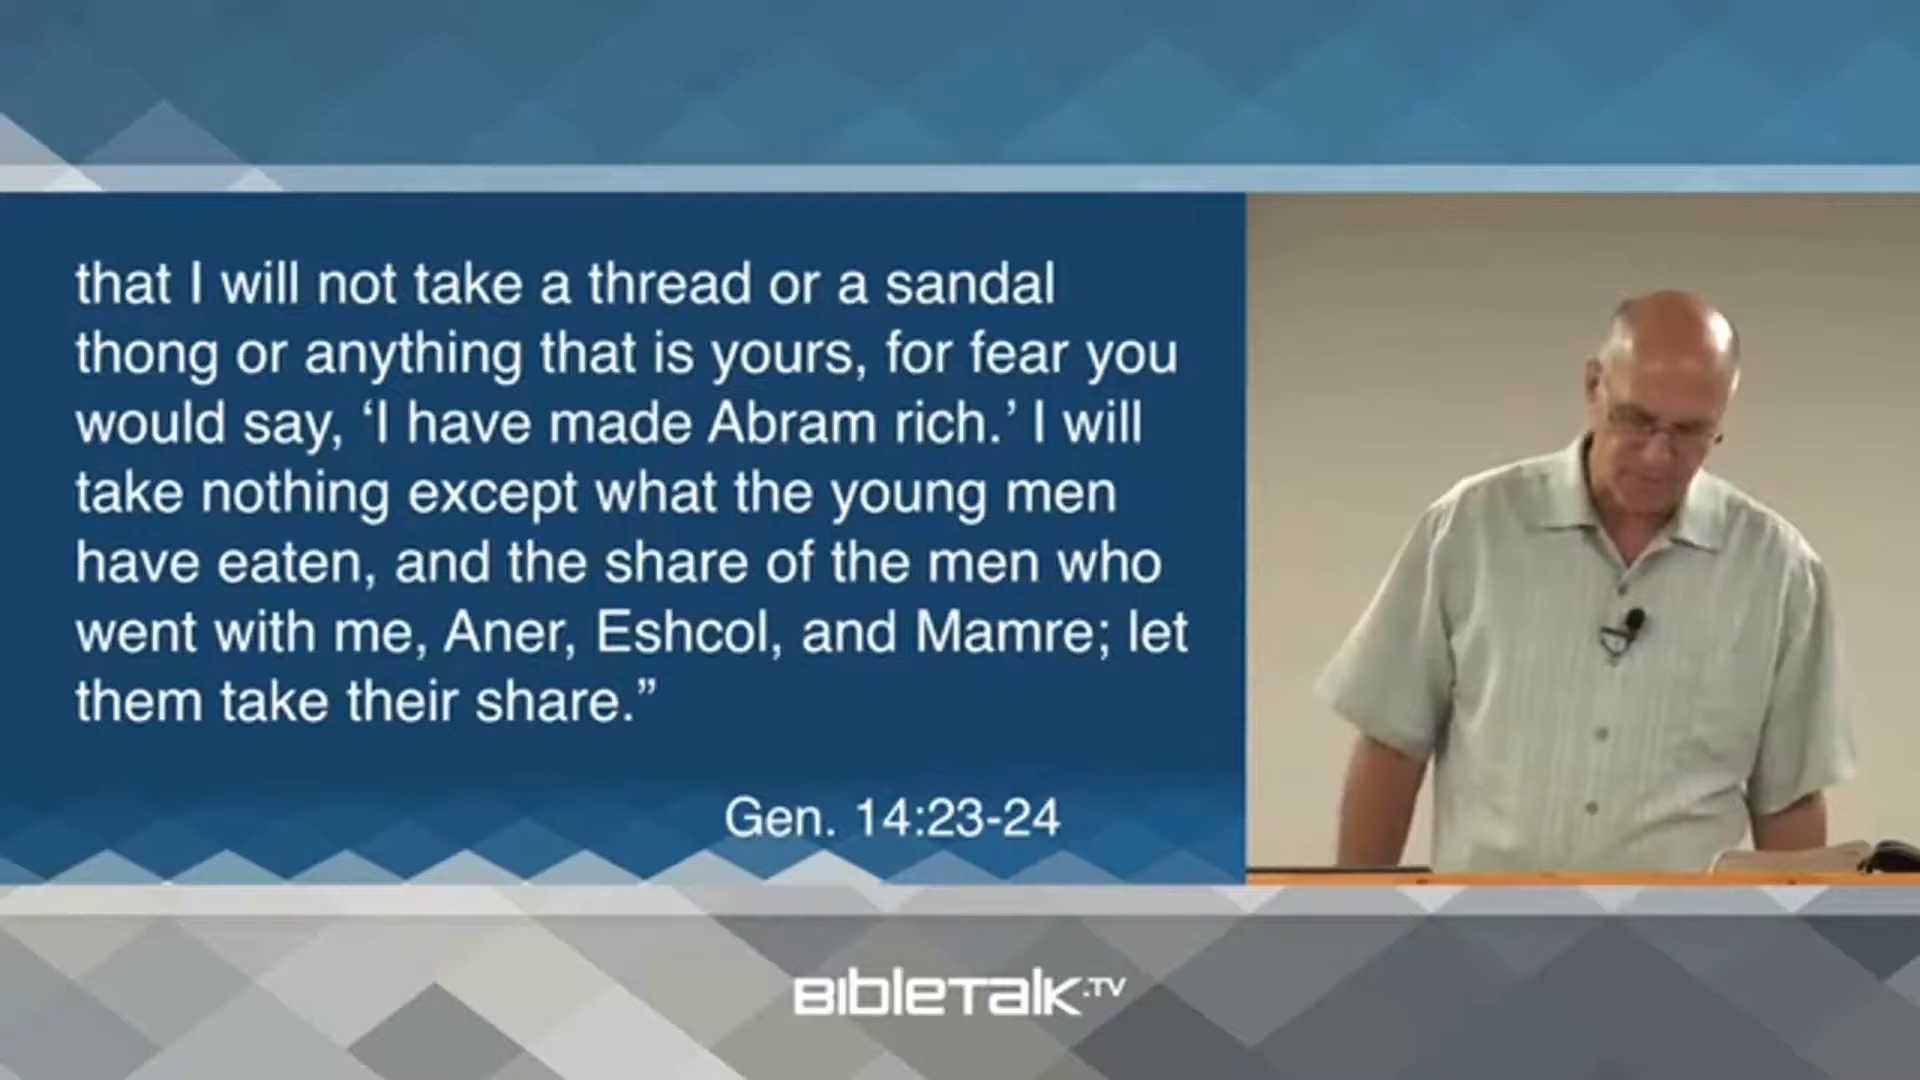 that I will not take a thread or a sandal
thong or anything that is yours, for fear you
would say, ‘I have made Abram rich.’ I will
take nothing except what the young men
have eaten, and the share of the men who
went with me, Aner, Eshcol, and Mamre; let
them take their share.”
Gen. 14:23-24
BIBLETALK.TV